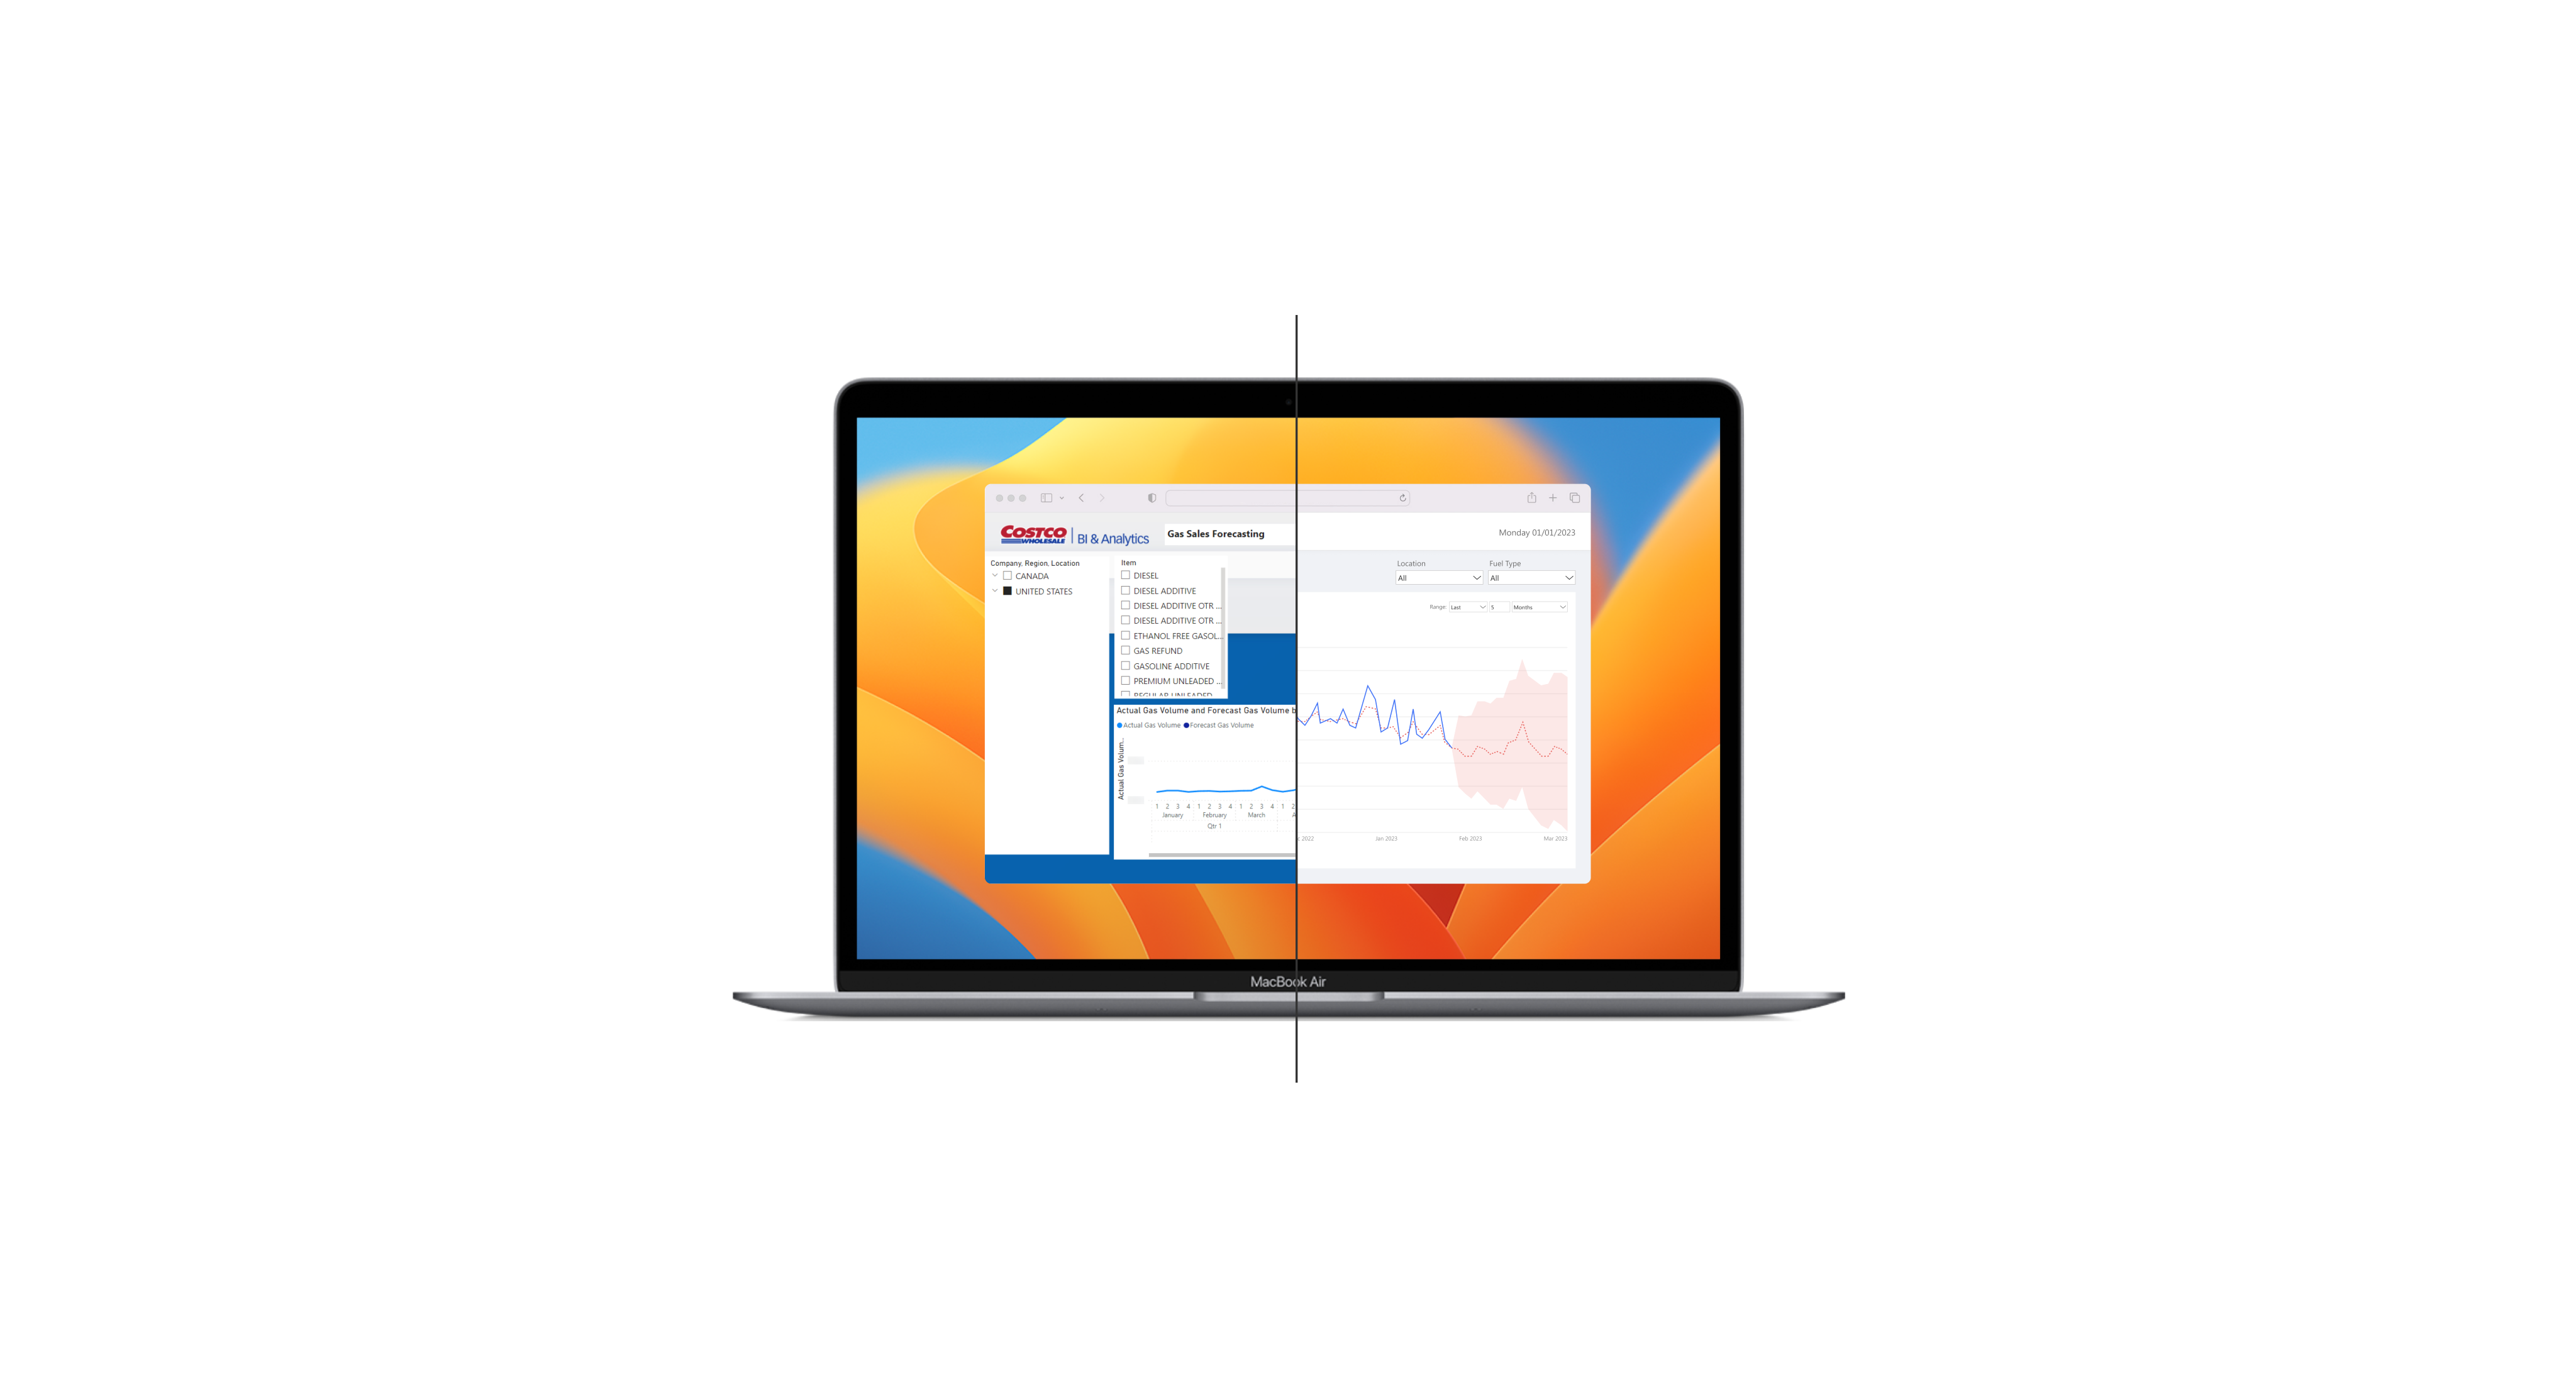 COSTCO
WHOLESALE
BI & Analytics
Gas Sales Forecasting
Monday 01/01/2023
Company, Region, Location
CANADA
UNITED STATES
Item
DIESEL
DIESEL ADDITIVE
DIESEL ADDITIVE OTR ...
DIESEL ADDITIVE OTR ...
ETHANOL FREE GASOL...
GAS REFUND
GASOLINE ADDITIVE
PREMIUM UNLEADED ...
REGULAR UNLEADED
Location
Fuel Type
All
All
Range: Last 5 Months
Actual Gas Volume and Forecast Gas Volume b
Actual Gas Volume Forecast Gas Volume
Actual Gas Volum...
1 2 3 4 1 2 3 4 1 2 3 4 1 2
January February March A
Qtr 1
2022 Jan 2023 Feb 2023 Mar 2023
MacBook Air